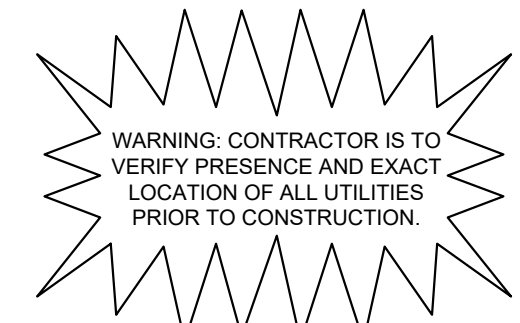 WARNING: CONTRACTOR IS TO
VERIFY PRESENCE AND EXACT
LOCATION OF ALL UTILITIES
PRIOR TO CONSTRUCTION.